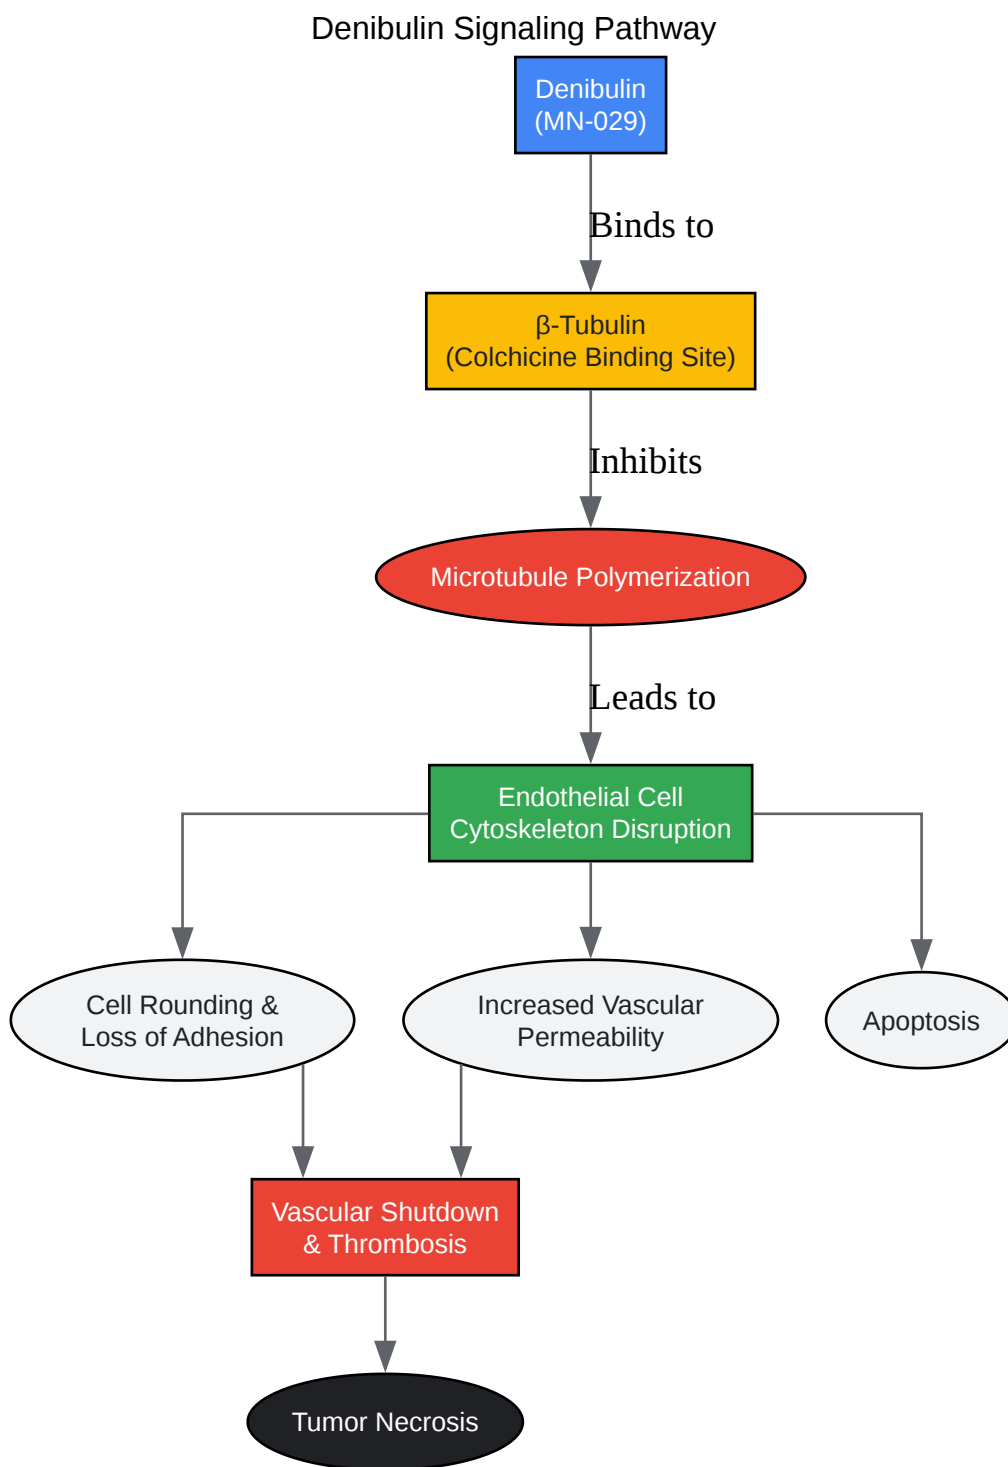 Denibulin Signaling Pathway
Denibulin
(MN-029)
Binds to
β-Tubulin
(Colchicine Binding Site)
Inhibits
Microtubule Polymerization
Leads to
Endothelial Cell
Cytoskeleton Disruption
Cell Rounding &
Loss of Adhesion
Increased Vascular
Permeability
Apoptosis
Vascular Shutdown
& Thrombosis
Tumor Necrosis